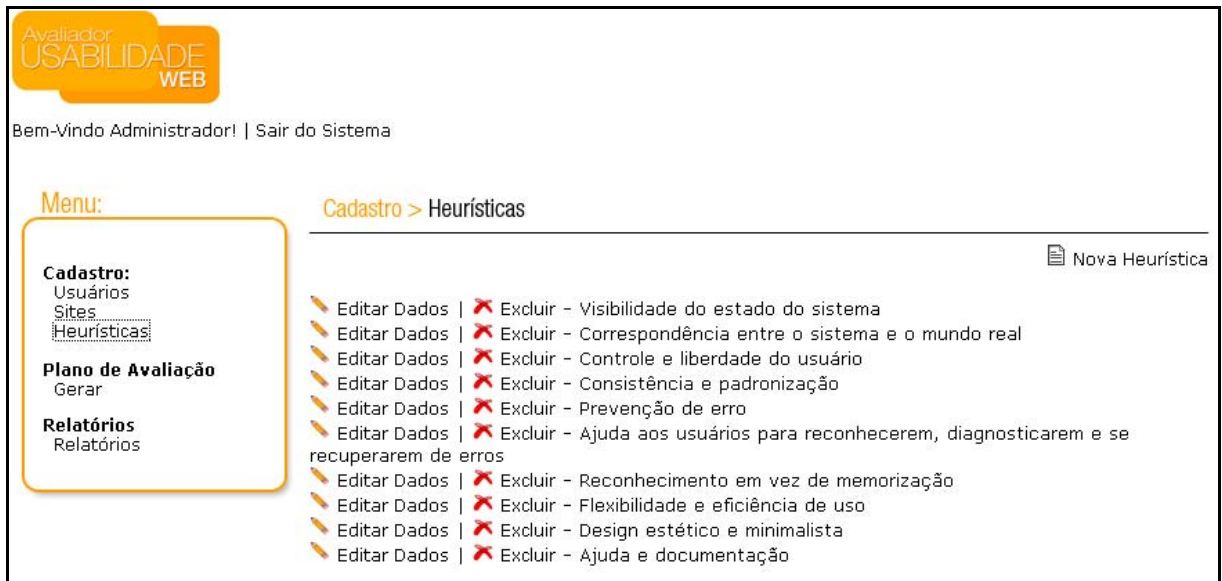 Avaliador
USABILIDADE
WEB
Bem-Vindo Administrador! | Sair do Sistema
Menu:
Cadastro:
Usuários
Sites
Heurísticas
Plano de Avaliação
Gerar
Relatórios
Relatórios
Cadastro > Heurísticas
Nova Heurística
Editar Dados | Excluir - Visibilidade do estado do sistema
Editar Dados | Excluir - Correspondência entre o sistema e o mundo real
Editar Dados | Excluir - Controle e liberdade do usuário
Editar Dados | Excluir - Consistência e padronização
Editar Dados | Excluir - Prevenção de erro
Editar Dados | Excluir - Ajuda aos usuários para reconhecerem, diagnosticarem e se
recuperarem de erros
Editar Dados | Excluir - Reconhecimento em vez de memorização
Editar Dados | Excluir - Flexibilidade e eficiência de uso
Editar Dados | Excluir - Design estético e minimalista
Editar Dados | Excluir - Ajuda e documentação